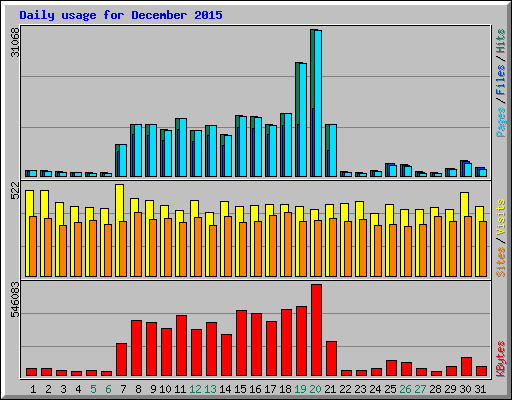 Daily usage for December 2015
31068
Pages / Files / Hits
522
Sites / Visits
546083
KBytes
1 2 3 4 5 6 7 8 9 10 11 12 13 14 15 16 17 18 19 20 21 22 23 24 25 26 27 28 29 30 31